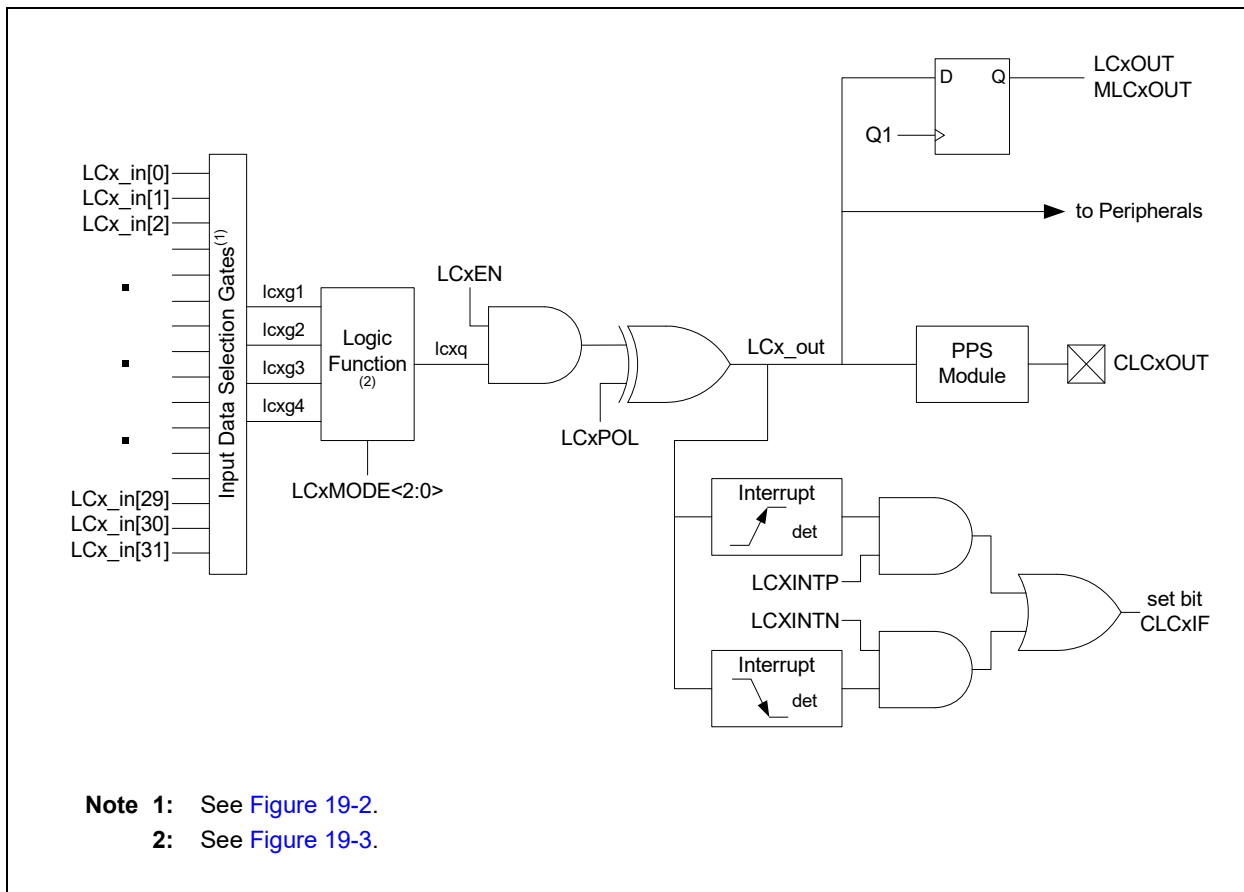 LCx_in[0]
LCx_in[1]
LCx_in[2]
LCx_in[29]
LCx_in[30]
LCx_in[31]
Input Data Selection Gates(1)
lcxg1
lcxg2
lcxg3
lcxg4
Logic
Function
(2)
LCxMODE<2:0>
lcxq
LCxEN
LCxPOL
LCx_out
D Q
Q1
LCxOUT
MLCxOUT
to Peripherals
PPS
Module
CLCxOUT
Interrupt
det
LCXINTP
LCXINTN
Interrupt
det
set bit
CLCxIF
Note 1: See Figure 19-2.
2: See Figure 19-3.